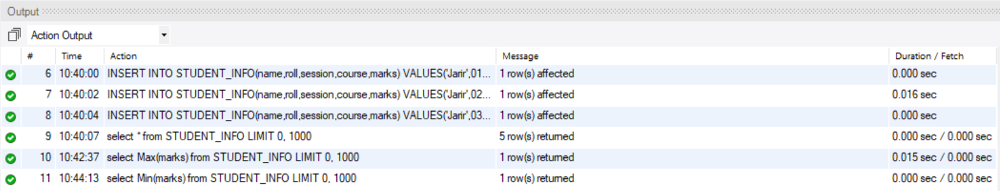 Output
Action Output
# Time Action Message Duration / Fetch
6 10:40:00 INSERT INTO STUDENT_INFO(name,roll,session,course,marks) VALUES('Jarir',01... 1 row(s) affected 0.000 sec
7 10:40:02 INSERT INTO STUDENT_INFO(name,roll,session,course,marks) VALUES('Jarir',02... 1 row(s) affected 0.016 sec
8 10:40:04 INSERT INTO STUDENT_INFO(name,roll,session,course,marks) VALUES('Jarir',03... 1 row(s) affected 0.000 sec
9 10:40:07 select * from STUDENT_INFO LIMIT 0, 1000 5 row(s) returned 0.000 sec / 0.000 sec
10 10:42:37 select Max(marks) from STUDENT_INFO LIMIT 0, 1000 1 row(s) returned 0.015 sec / 0.000 sec
11 10:44:13 select Min(marks) from STUDENT_INFO LIMIT 0, 1000 1 row(s) returned 0.000 sec / 0.000 sec